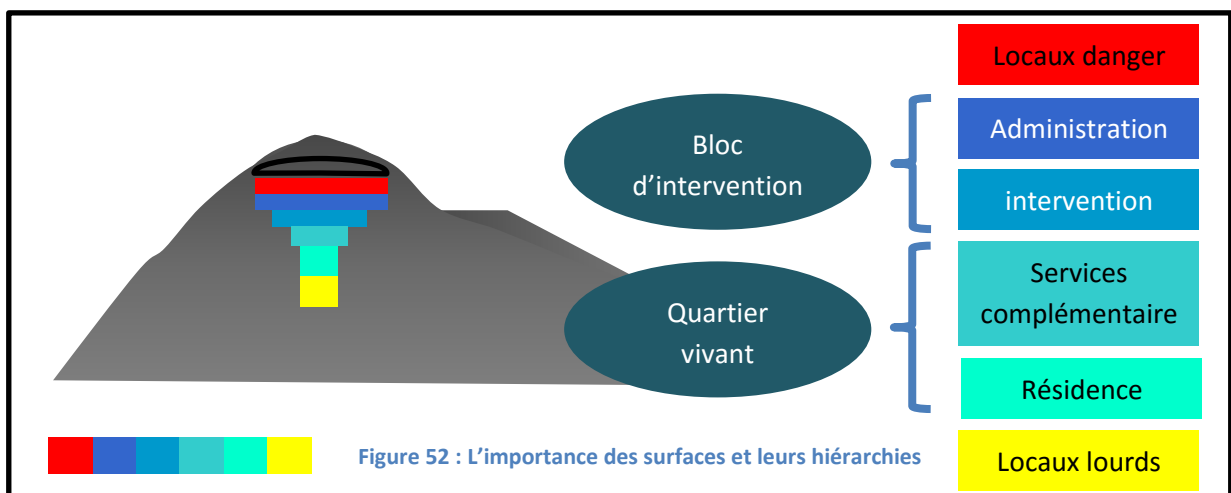 Locaux danger
Administration
intervention
Bloc
d’intervention
Services
complémentaire
Résidence
Quartier
vivant
Locaux lourds
Figure 52 : L’importance des surfaces et leurs hiérarchies